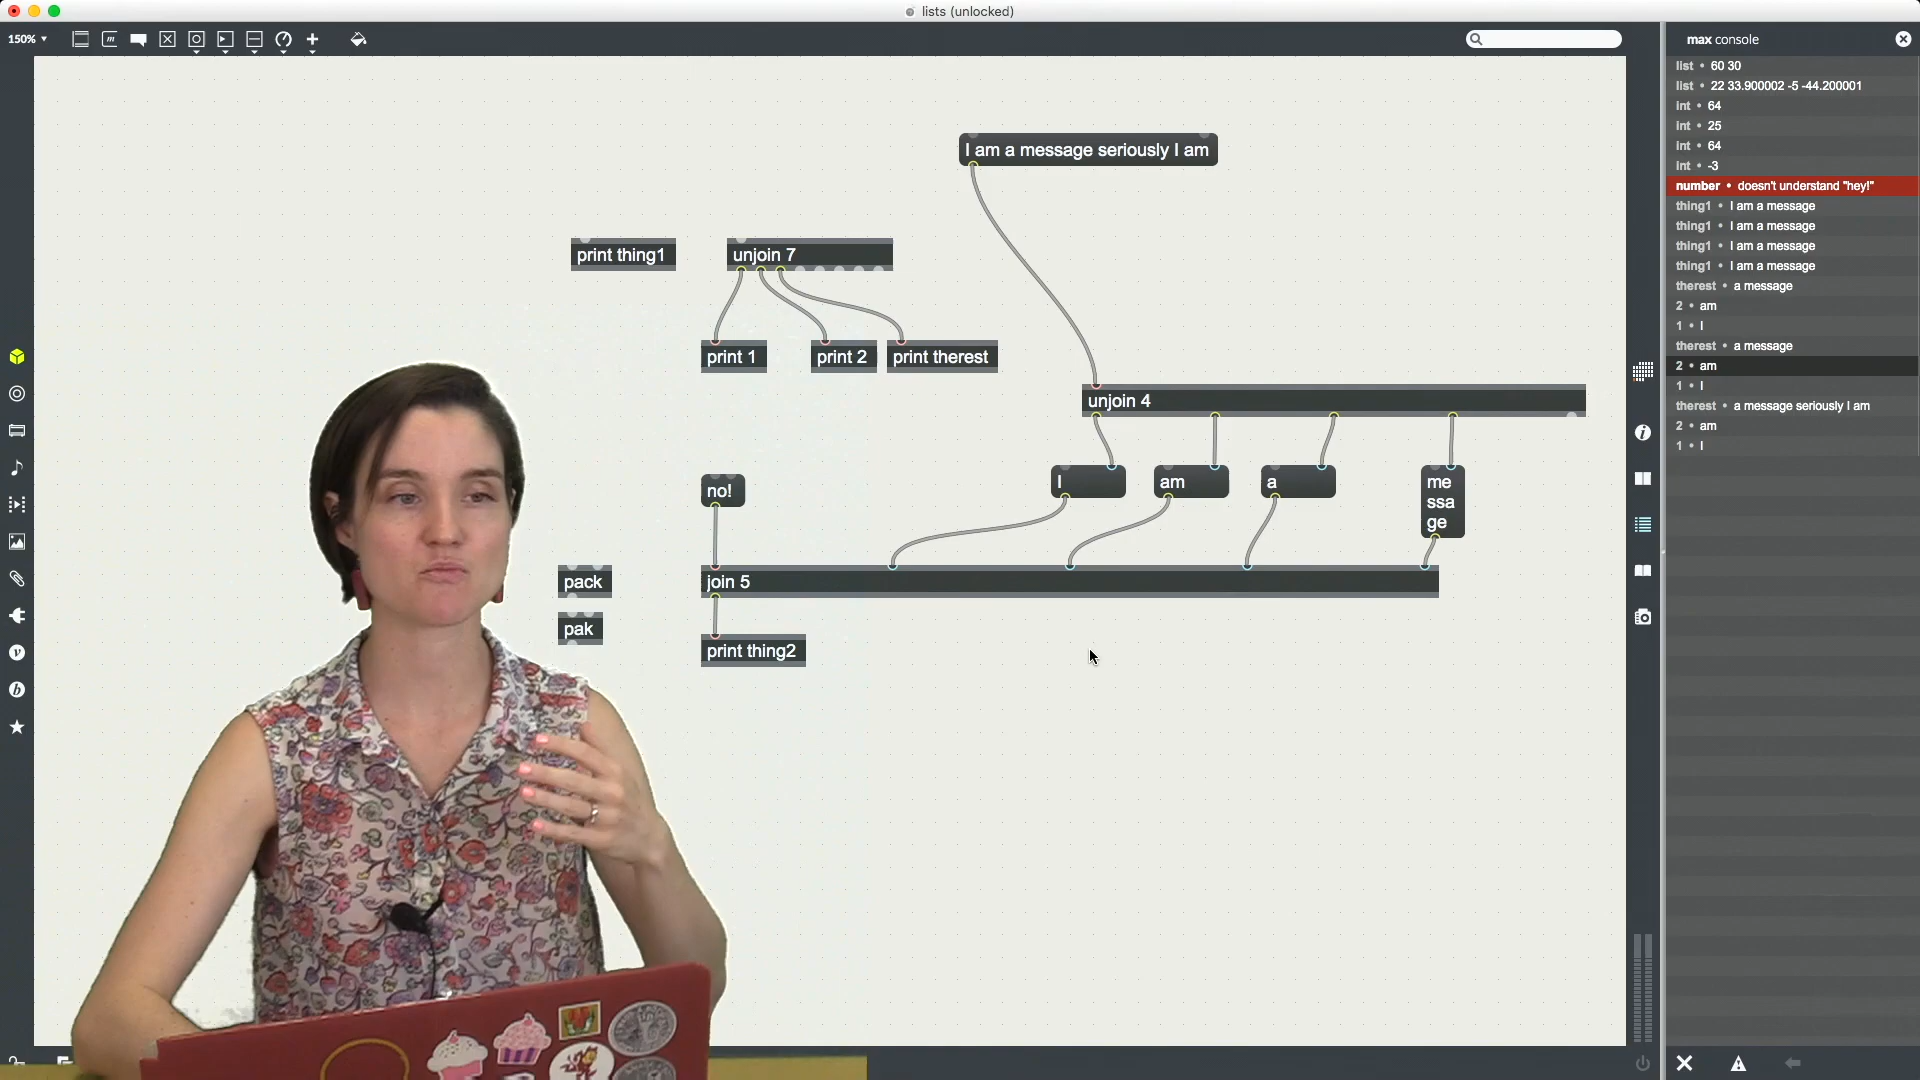 lists (unlocked)
150%
I am a message seriously I am
print thing1
unjoin 7
print 1
print 2
print therest
unjoin 4
no!
I
am
a
me
ssa
ge
pack
join 5
pak
print thing2
max console
list • 60 30
list • 22 33.900002 -5 -44.200001
int • 64
int • 25
int • 64
int • -3
number • doesn't understand "hey!"
thing1 • I am a message
thing1 • I am a message
thing1 • I am a message
thing1 • I am a message
therest • a message
2 • am
1 • I
therest • a message
2 • am
1 • I
therest • a message seriously I am
2 • am
1 • I